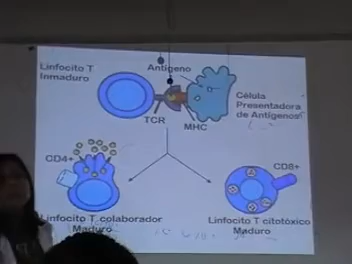 Linfocito T
Inmaduro
Antígeno
Célula
Presentadora
de Antígenos
TCR
MHC
CD4+
CD8+
Linfocito T colaborador
Maduro
Linfocito T citotóxico
Maduro